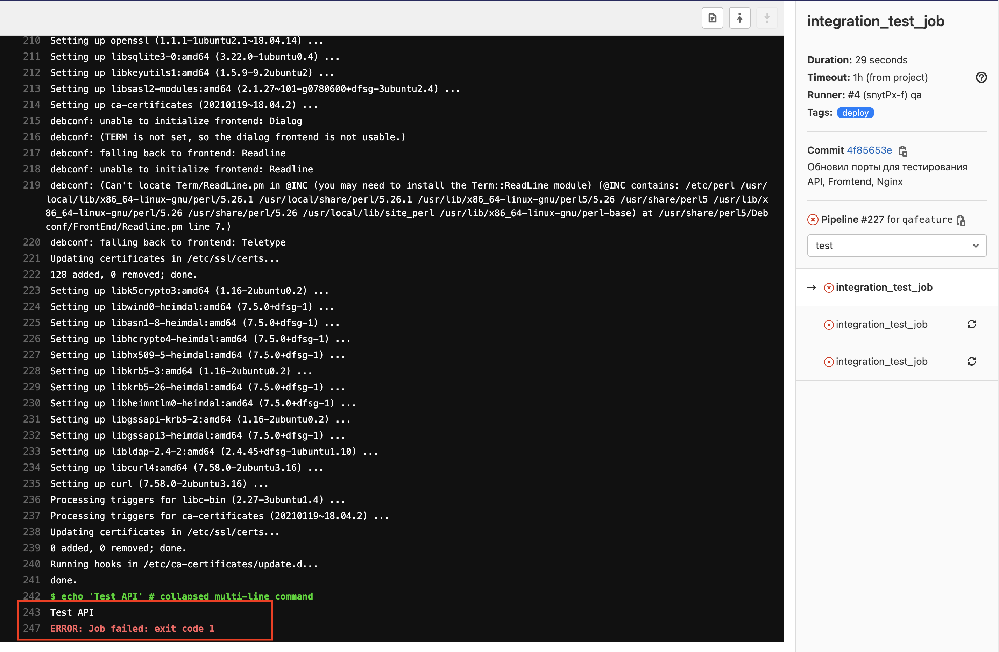 210 Setting up openssl (1.1.1-1ubuntu2.1~18.04.14) ...
211 Setting up libsqlite3-0:amd64 (3.22.0-1ubuntu0.4) ...
212 Setting up libkeyutils1:amd64 (1.5.9-9.2ubuntu2) ...
213 Setting up libsasl2-modules:amd64 (2.1.27~101-g0780600+dfsg-3ubuntu2.4) ...
214 Setting up ca-certificates (20210119~18.04.2) ...
215 debconf: unable to initialize frontend: Dialog
216 debconf: (TERM is not set, so the dialog frontend is not usable.)
217 debconf: falling back to frontend: Readline
218 debconf: unable to initialize frontend: Readline
219 debconf: (Can't locate Term/ReadLine.pm in @INC (you may need to install the Term::ReadLine module) (@INC contains: /etc/perl /usr/
local/lib/x86_64-linux-gnu/perl/5.26.1 /usr/local/share/perl/5.26.1 /usr/lib/x86_64-linux-gnu/perl5/5.26 /usr/share/perl5 /usr/lib/x
86_64-linux-gnu/perl/5.26 /usr/share/perl/5.26 /usr/local/lib/site_perl /usr/lib/x86_64-linux-gnu/perl-base) at /usr/share/perl5/Deb
conf/FrontEnd/Readline.pm line 7.)
220 debconf: falling back to frontend: Teletype
221 Updating certificates in /etc/ssl/certs...
222 128 added, 0 removed; done.
223 Setting up libk5crypto3:amd64 (1.16-2ubuntu0.2) ...
224 Setting up libwind0-heimdal:amd64 (7.5.0+dfsg-1) ...
225 Setting up libasn1-8-heimdal:amd64 (7.5.0+dfsg-1) ...
226 Setting up libhcrypto4-heimdal:amd64 (7.5.0+dfsg-1) ...
227 Setting up libhx509-5-heimdal:amd64 (7.5.0+dfsg-1) ...
228 Setting up libkrb5-3:amd64 (1.16-2ubuntu0.2) ...
229 Setting up libkrb5-26-heimdal:amd64 (7.5.0+dfsg-1) ...
230 Setting up libheimntlm0-heimdal:amd64 (7.5.0+dfsg-1) ...
231 Setting up libgssapi-krb5-2:amd64 (1.16-2ubuntu0.2) ...
232 Setting up libgssapi3-heimdal:amd64 (7.5.0+dfsg-1) ...
233 Setting up libldap-2.4-2:amd64 (2.4.45+dfsg-1ubuntu1.10) ...
234 Setting up libcurl4:amd64 (7.58.0-2ubuntu3.16) ...
235 Setting up curl (7.58.0-2ubuntu3.16) ...
236 Processing triggers for libc-bin (2.27-3ubuntu1.4) ...
237 Processing triggers for ca-certificates (20210119~18.04.2) ...
238 Updating certificates in /etc/ssl/certs...
239 0 added, 0 removed; done.
240 Running hooks in /etc/ca-certificates/update.d...
241 done.
242 $ echo 'Test API' # collapsed multi-line command
243 Test API
247 ERROR: Job failed: exit code 1
integration_test_job
Duration: 29 seconds
Timeout: 1h (from project)
Runner: #4 (snytPx-f) qa
Tags: deploy
Commit 4f85653e
Обновил порты для тестирования
API, Fromtend, Nginx
Pipeline #227 for qafeature
test
integration_test_job
integration_test_job
integration_test_job